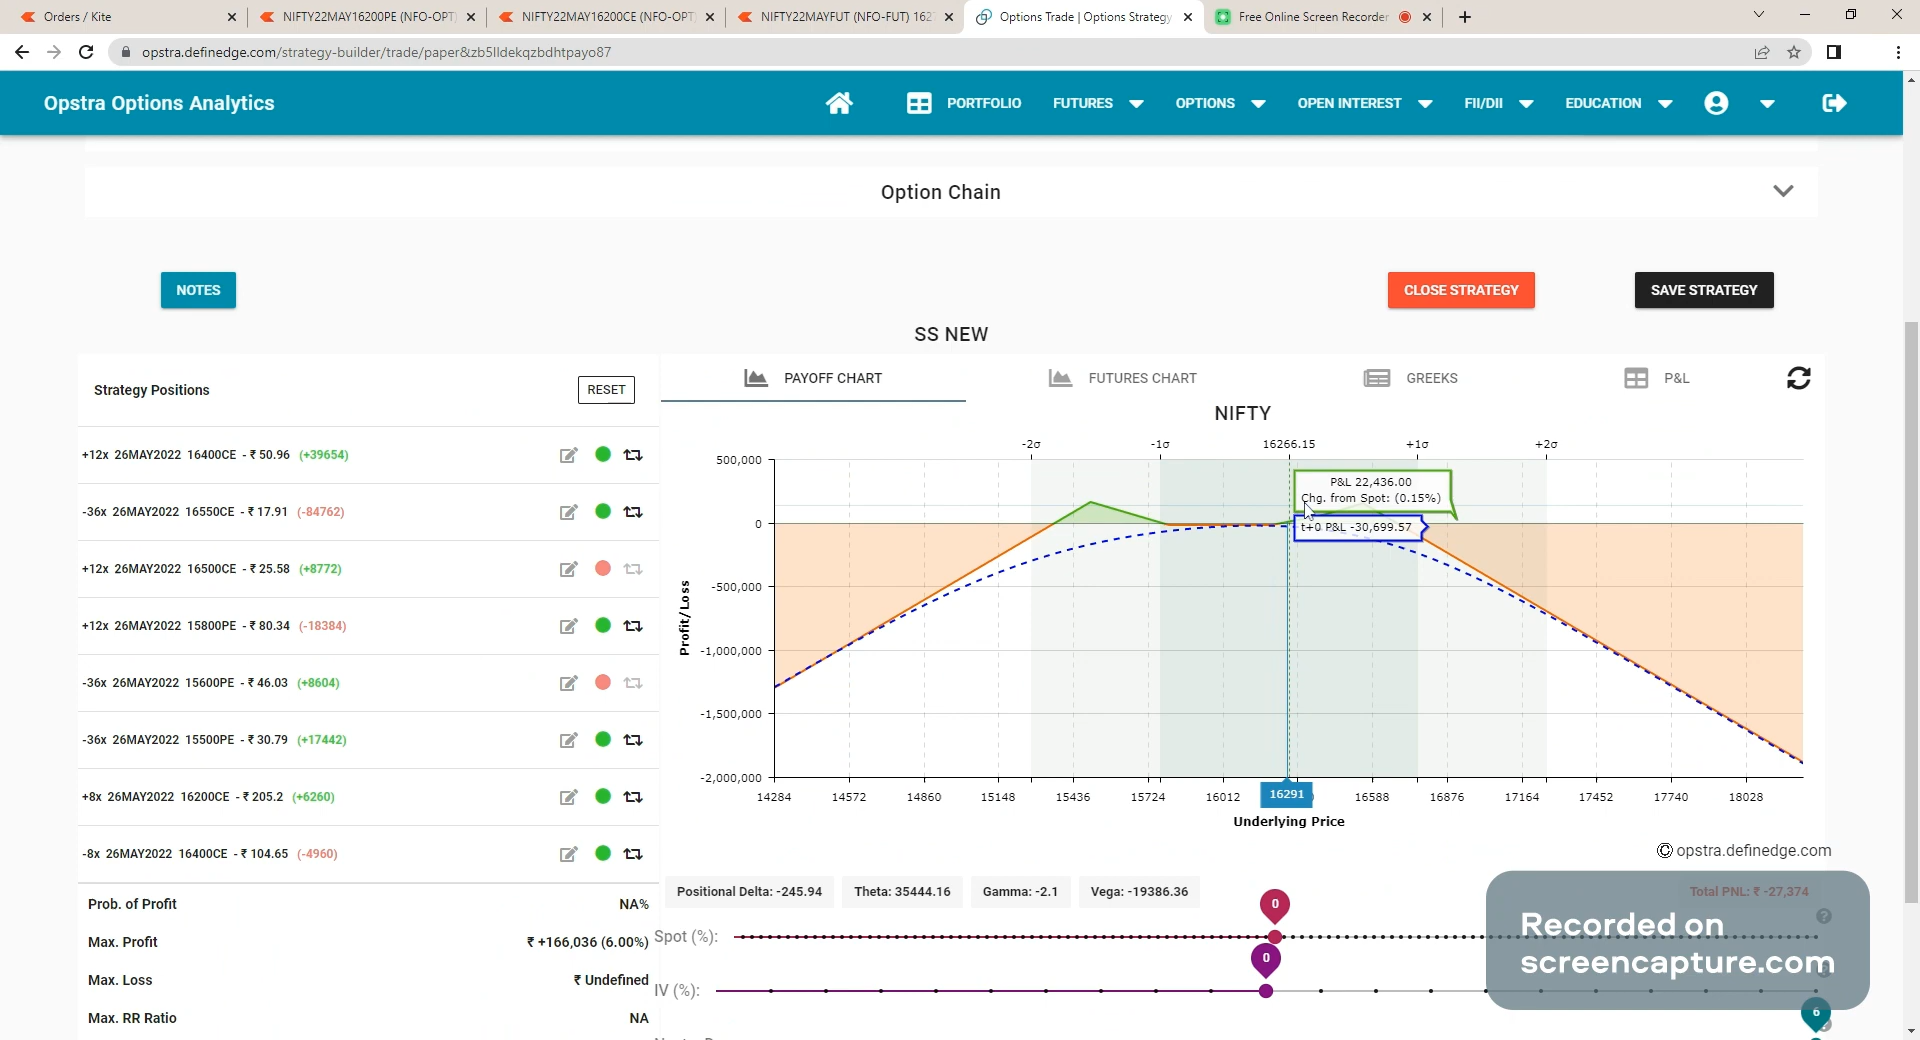 Orders / Kite
NIFTY22MAY16200PE (NFO-OPT)
NIFTY22MAY16200CE (NFO-OPT)
NIFTY22MAYFUT (NFO-FUT) 162
Options Trade | Options Strategy
Free Online Screen Recorder
opstra.definedge.com/strategy-builder/trade/paper&zb5lldekqzbdhtpayo87
Opstra Options Analytics
PORTFOLIO
FUTURES
OPTIONS
OPEN INTEREST
FII/DII
EDUCATION
Option Chain
NOTES
CLOSE STRATEGY
SAVE STRATEGY
SS NEW
Strategy Positions
RESET
+12x 26MAY2022 16400CE - ₹ 50.96 (+39654)
-36x 26MAY2022 16550CE - ₹ 17.91 (-84762)
+12x 26MAY2022 16500CE - ₹ 25.58 (+8772)
+12x 26MAY2022 15800PE - ₹ 80.34 (-18384)
-36x 26MAY2022 15600PE - ₹ 46.03 (+8604)
-36x 26MAY2022 15500PE - ₹ 30.79 (+17442)
+8x 26MAY2022 16200CE - ₹ 205.2 (+6260)
-8x 26MAY2022 16400CE - ₹ 104.65 (-4960)
Prob. of Profit NA%
Max. Profit ₹ +166,036 (6.00%)
Max. Loss ₹ Undefined
Max. RR Ratio NA
PAYOFF CHART
FUTURES CHART
GREEKS
P&L
NIFTY
-2σ -1σ 16266.15 +1σ +2σ
P&L 22,436.00
Chg. from Spot: (0.15%)
t+0 P&L -30,699.57
Profit/Loss
500,000
0
-500,000
-1,000,000
-1,500,000
-2,000,000
14284 14572 14860 15148 15436 15724 16012 16588 16876 17164 17452 17740 18028
16291
Underlying Price
© opstra.definedge.com
Positional Delta: -245.94
Theta: 35444.16
Gamma: -2.1
Vega: -19386.36
Total PNL: ₹ -27,374
0
Spot (%):
0
IV (%):
6
Recorded on
screencapture.com